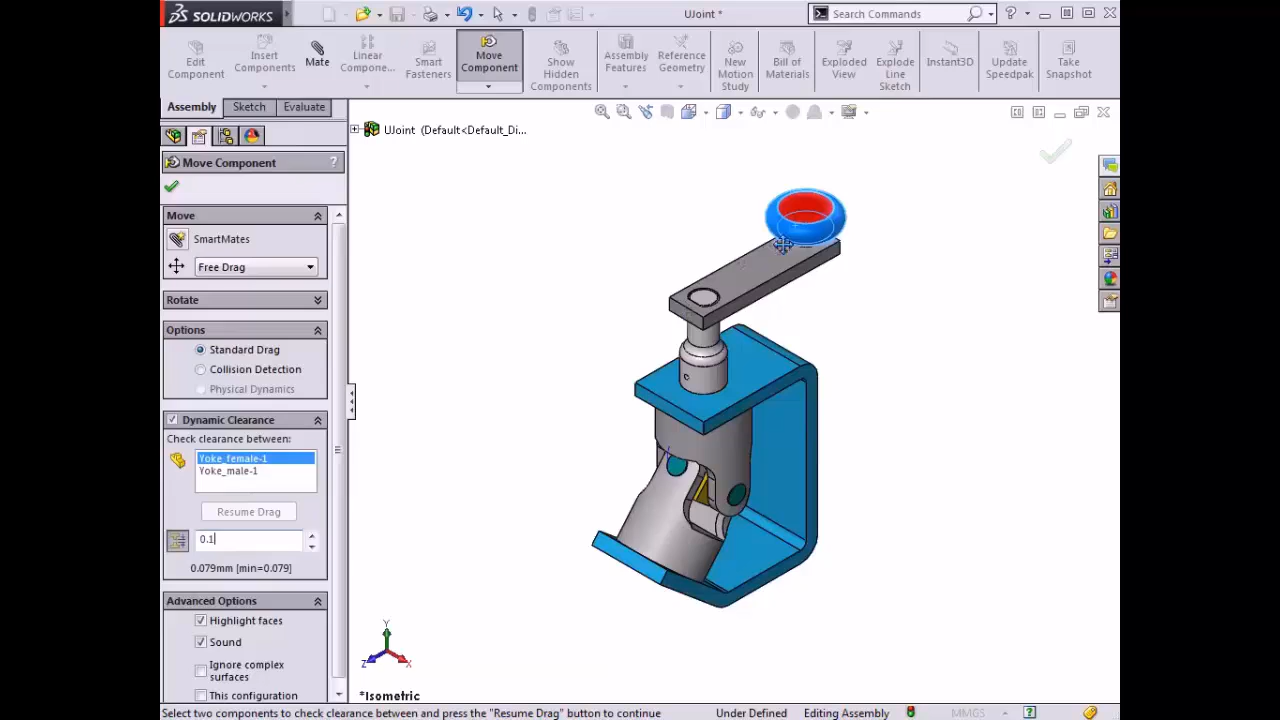 SOLIDWORKS
UJoint *
Search Commands
Edit Component
Insert Components
Mate
Linear Compone...
Smart Fasteners
Move Component
Show Hidden Components
Assembly Features
Reference Geometry
New Motion Study
Bill of Materials
Exploded View
Explode Line Sketch
Instant3D
Update Speedpak
Take Snapshot
Assembly
Sketch
Evaluate
UJoint (Default<Default_Di...
Move Component
?
Move
SmartMates
Free Drag
Rotate
Options
Standard Drag
Collision Detection
Physical Dynamics
Dynamic Clearance
Check clearance between:
Yoke_female-1
Yoke_male-1
Resume Drag
0.1
0.079mm [min=0.079]
Advanced Options
Highlight faces
Sound
Ignore complex
surfaces
This configuration
Y
Z
X
*Isometric
Select two components to check clearance between and press the "Resume Drag" button to continue
Under Defined
Editing Assembly
MMGS
?